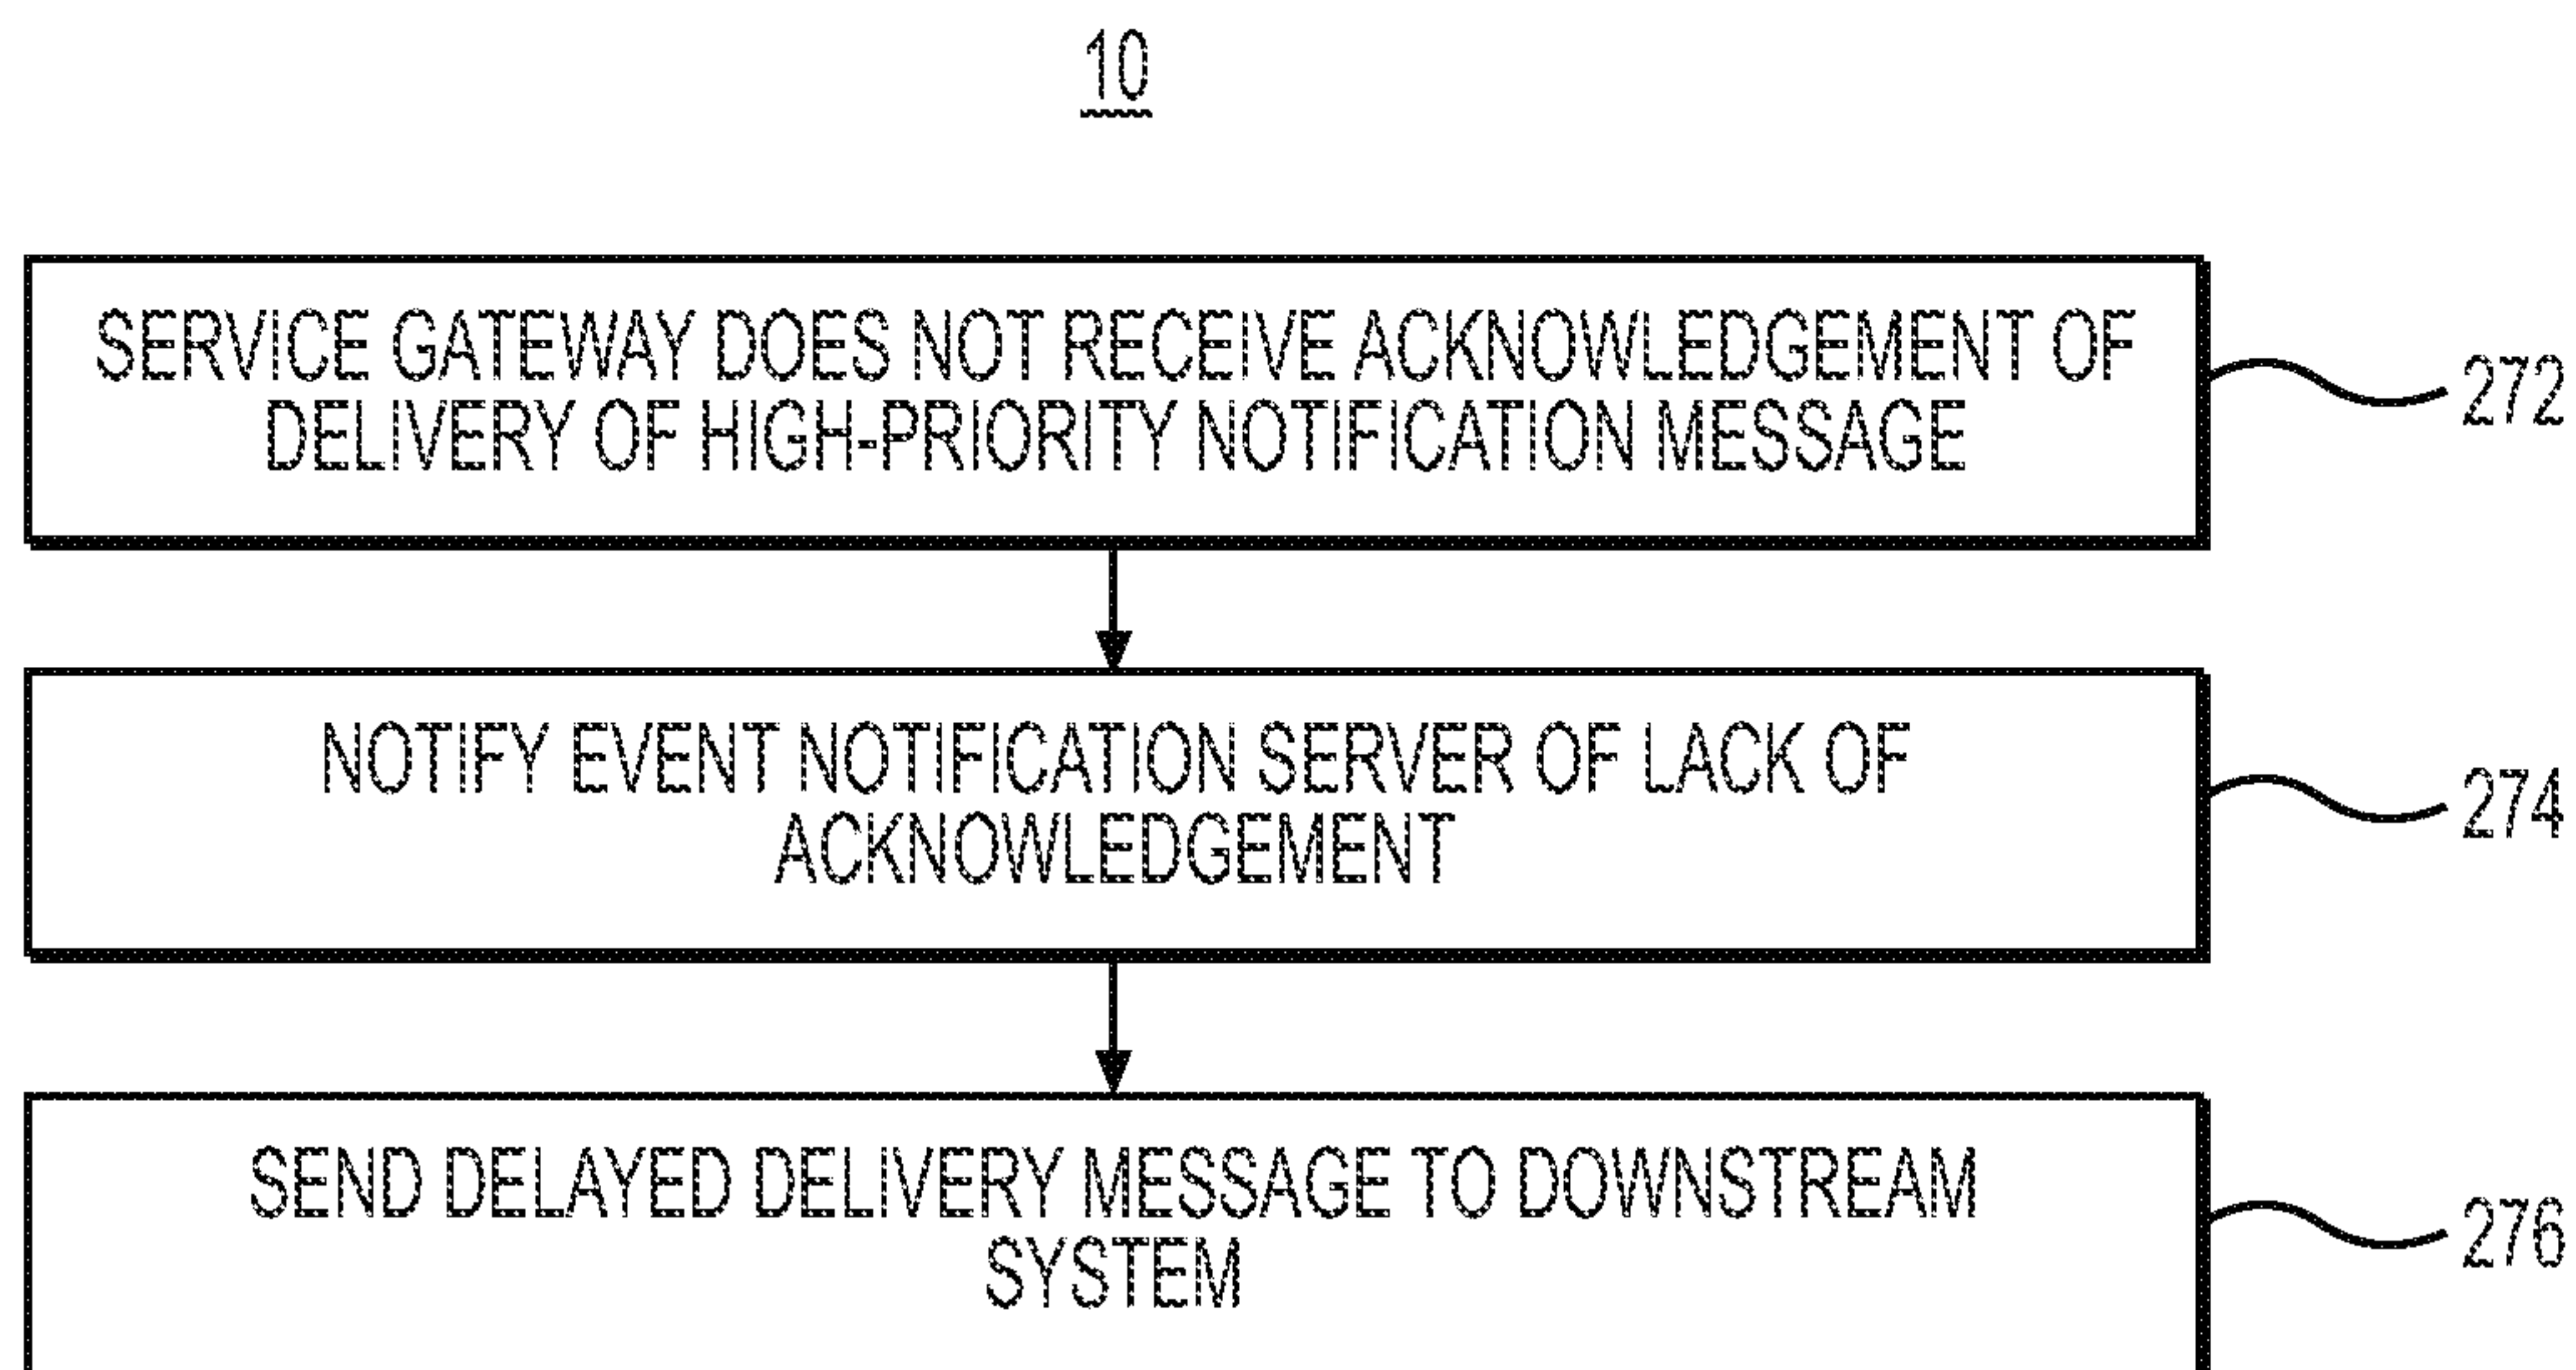 10
SERVICE GATEWAY DOES NOT RECEIVE ACKNOWLEDGEMENT OF
DELIVERY OF HIGH-PRIORITY NOTIFICATION MESSAGE
272
NOTIFY EVENT NOTIFICATION SERVER OF LACK OF
ACKNOWLEDGEMENT
274
SEND DELAYED DELIVERY MESSAGE TO DOWNSTREAM
SYSTEM
276